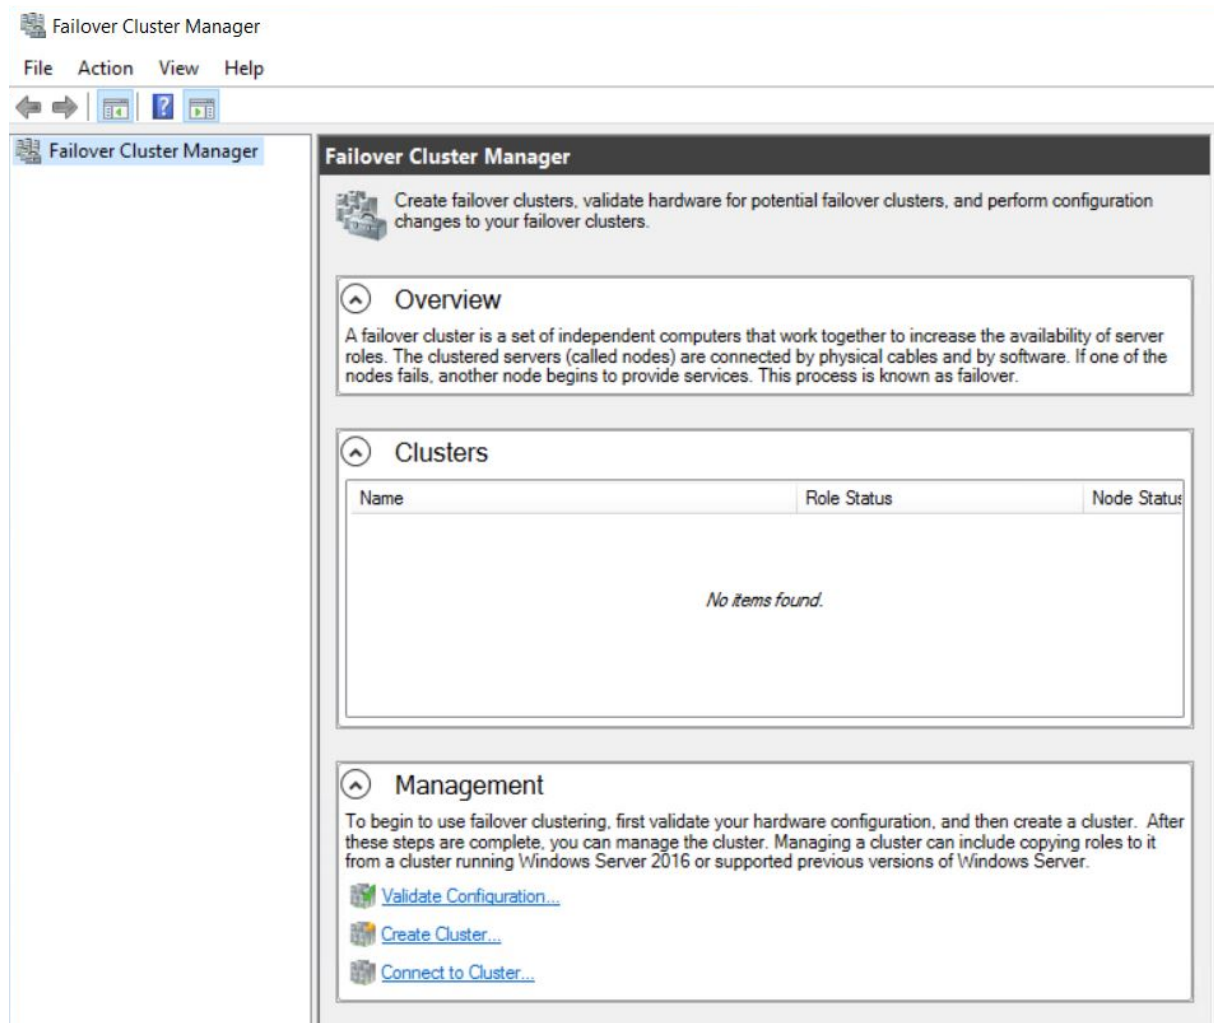 Failover Cluster Manager
File Action View Help
Failover Cluster Manager
Failover Cluster Manager
Create failover clusters, validate hardware for potential failover clusters, and perform configuration
changes to your failover clusters.
Overview
A failover cluster is a set of independent computers that work together to increase the availability of server
roles. The clustered servers (called nodes) are connected by physical cables and by software. If one of the
nodes fails, another node begins to provide services. This process is known as failover.
Clusters
Name Role Status Node Status
No items found.
Management
To begin to use failover clustering, first validate your hardware configuration, and then create a cluster. After
these steps are complete, you can manage the cluster. Managing a cluster can include copying roles to it
from a cluster running Windows Server 2016 or supported previous versions of Windows Server.
Validate Configuration...
Create Cluster...
Connect to Cluster...